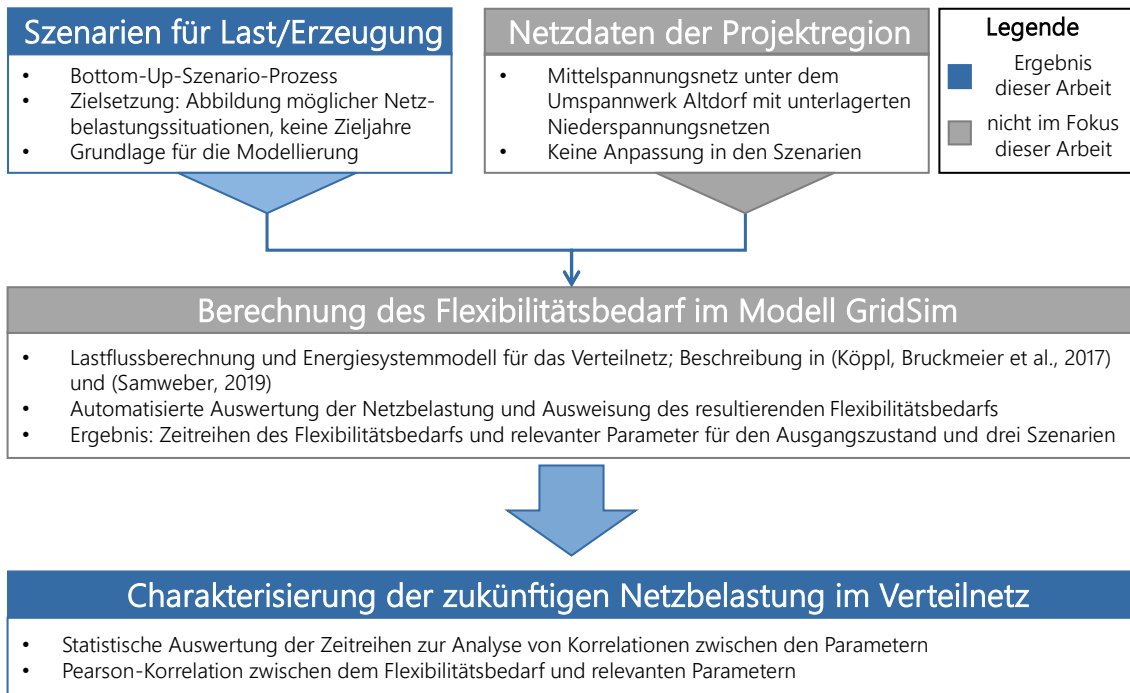 Szenarien für Last/Erzeugung
• Bottom-Up-Szenario-Prozess
• Zielsetzung: Abbildung möglicher Netz-
belastungssituationen, keine Zieljahre
• Grundlage für die Modellierung
Netzdaten der Projektregion
• Mittelspannungsnetz unter dem
Umspannwerk Altdorf mit unterlagerten
Niederspannungsnetzen
• Keine Anpassung in den Szenarien
Legende
Ergebnis
dieser Arbeit
nicht im Fokus
dieser Arbeit
Berechnung des Flexibilitätsbedarf im Modell GridSim
• Lastflussberechnung und Energiesystemmodell für das Verteilnetz; Beschreibung in (Köppl, Bruckmeier et al., 2017)
und (Samweber, 2019)
• Automatisierte Auswertung der Netzbelastung und Ausweisung des resultierenden Flexibilitätsbedarfs
• Ergebnis: Zeitreihen des Flexibilitätsbedarfs und relevanter Parameter für den Ausgangszustand und drei Szenarien
Charakterisierung der zukünftigen Netzbelastung im Verteilnetz
• Statistische Auswertung der Zeitreihen zur Analyse von Korrelationen zwischen den Parametern
• Pearson-Korrelation zwischen dem Flexibilitätsbedarf und relevanten Parametern